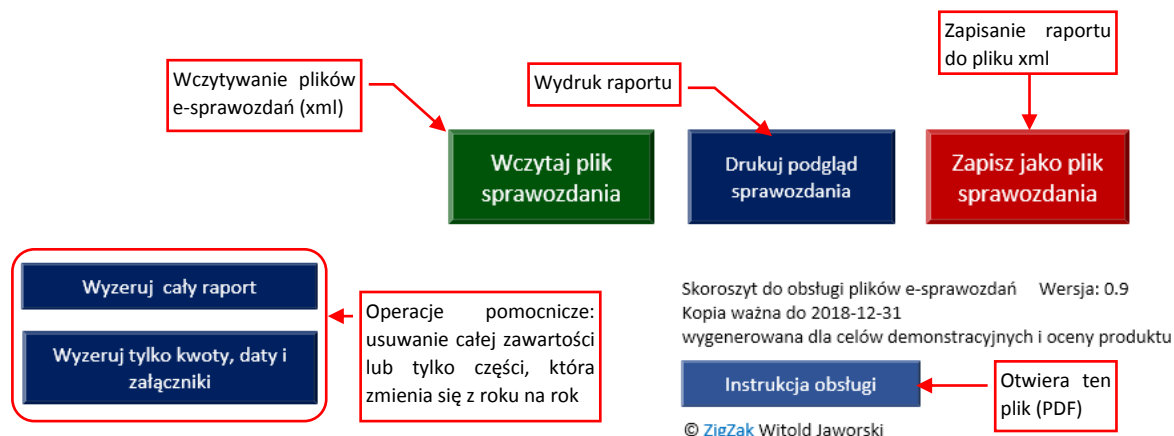 Zapisanie raportu
do pliku xml
Wczytywanie plików
e-sprawozdań (xml)
Wydruk raportu
Wczytaj plik
sprawozdania
Drukuj podgląd
sprawozdania
Zapisz jako plik
sprawozdania
Wyzeruj cały raport
Wyzeruj tylko kwoty, daty i
załączniki
Operacje pomocnicze:
usuwanie całej zawartości
lub tylko części, która
zmienia się z roku na rok
Skoroszyt do obsługi plików e-sprawozdań Wersja: 0.9
Kopia ważna do 2018-12-31
wygenerowana dla celów demonstracyjnych i oceny produktu
Instrukcja obsługi
Otwiera ten
plik (PDF)
© ZigZak Witold Jaworski